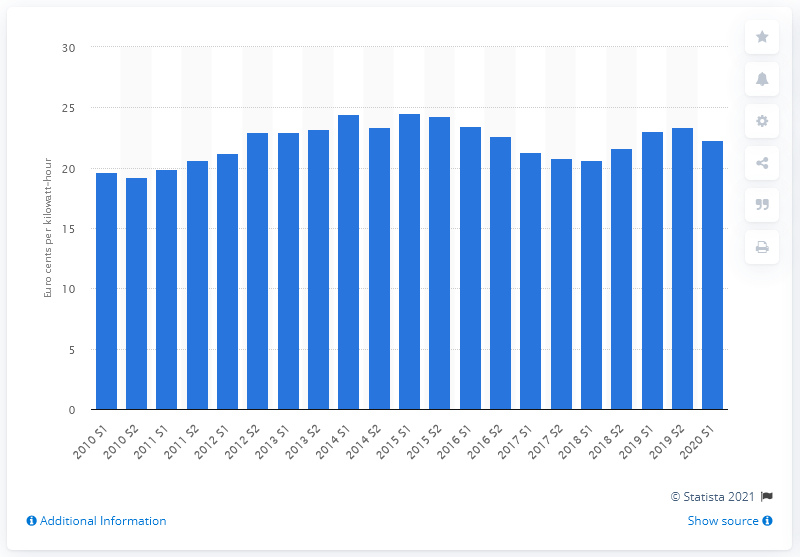 30
25
20
15
10
5
0
Euro cents per kilowatt-hour
2010 S1
2010 S2
2011 S1
2011 S2
2012 S1
2012 S2
2013 S1
2013 S2
2014 S1
2014 S2
2015 S1
2015 S2
2016 S1
2016 S2
2017 S1
2017 S2
2018 S1
2018 S2
2019 S1
2019 S2
2020 S1
© Statista 2021
Additional Information
Show source